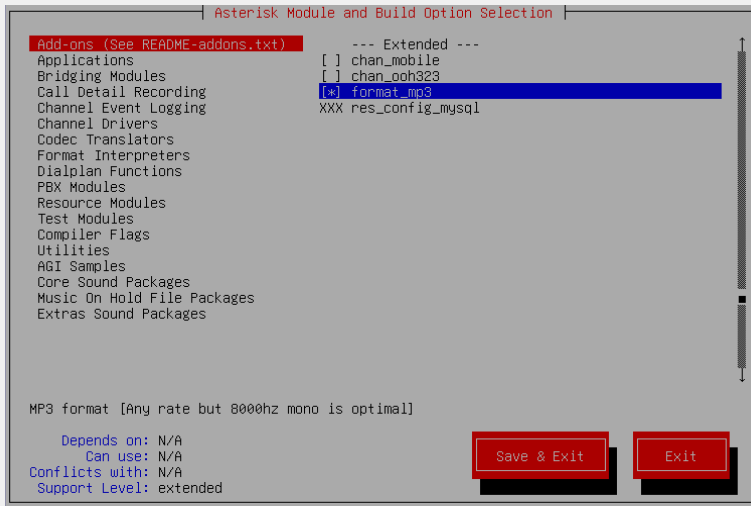 Asterisk Module and Build Option Selection
Add-ons (See README-addons.txt)
Applications
Bridging Modules
Call Detail Recording
Channel Event Logging
Channel Drivers
Codec Translators
Format Interpreters
Dialplan Functions
PBX Modules
Resource Modules
Test Modules
Compiler Flags
Utilities
AGI Samples
Core Sound Packages
Music On Hold File Packages
Extras Sound Packages
--- Extended ---
[ ] chan_mobile
[ ] chan_ooh323
[*] format_mp3
XXX res_config_mysql
MP3 format [Any rate but 8000hz mono is optimal]
Depends on: N/A
Can use: N/A
Conflicts with: N/A
Support Level: extended
Save & Exit
Exit